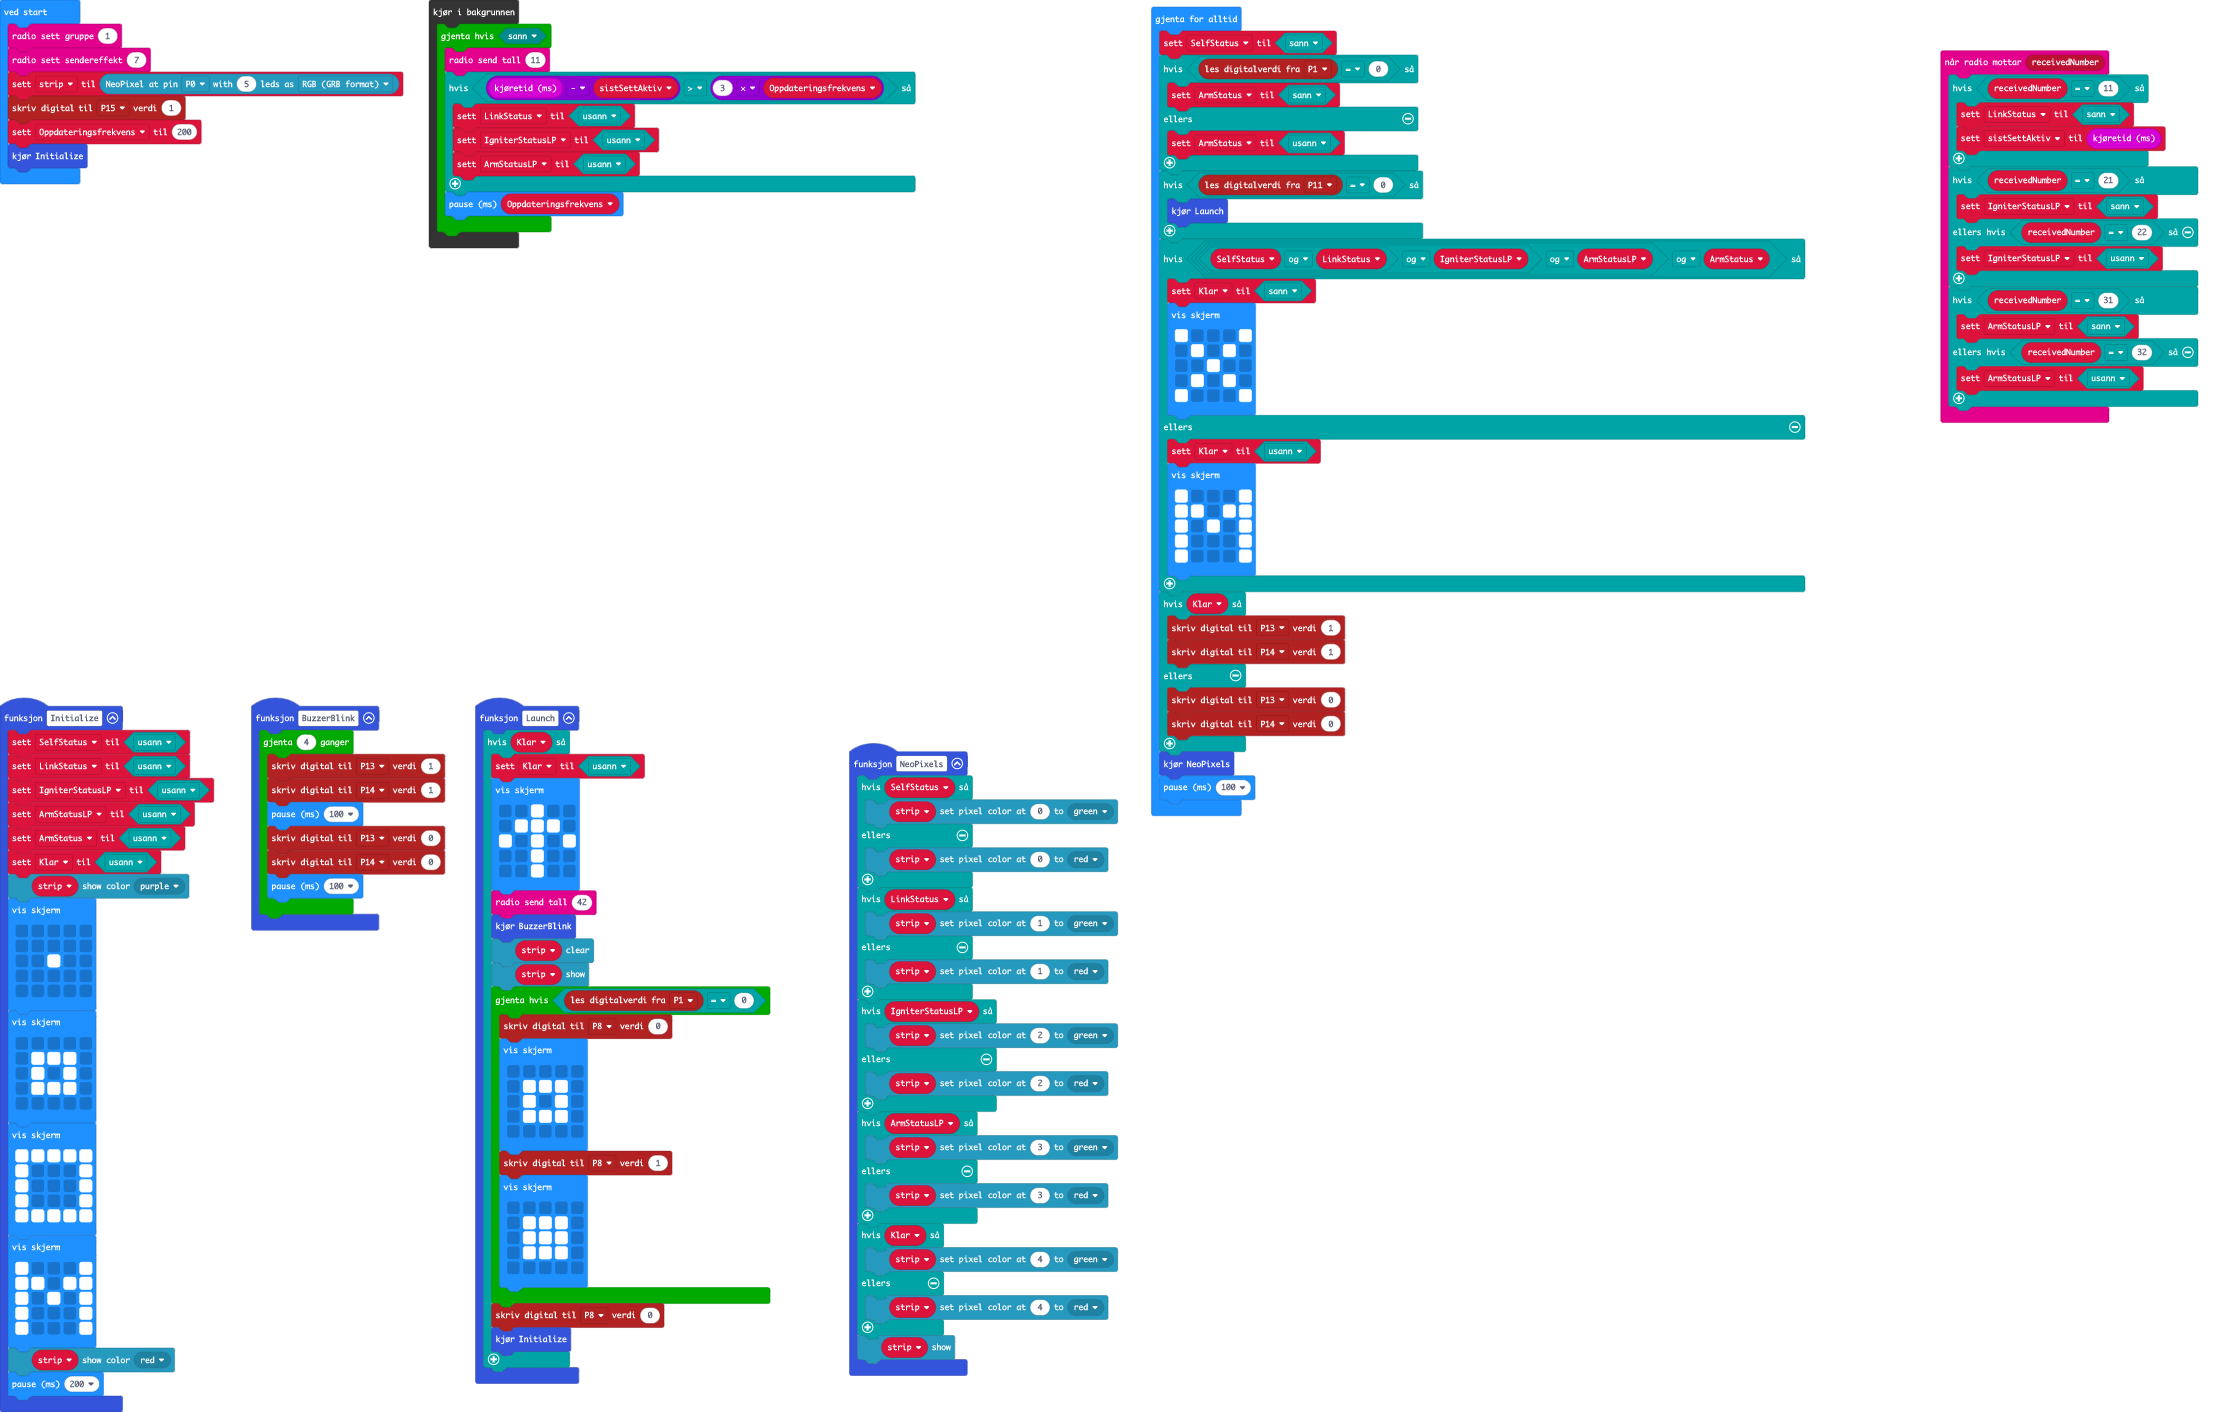 ved start
radio sett gruppe 1
radio sett sendereffekt 7
sett strip til NeoPixel at pin P0 with 5 leds as RGB (GRB format)
skriv digital til P15 verdi 1
sett Oppdateringsfrekvens til 200
kjør Initialize
kjør i bakgrunnen
gjenta hvis sann
radio send tall 11
hvis kjøretid (ms) - sistSettAktiv > 3 × Oppdateringsfrekvens så
sett LinkStatus til usann
sett IgniterStatusLP til usann
sett ArmStatusLP til usann
pause (ms) Oppdateringsfrekvens
gjenta for alltid
sett SelfStatus til sann
hvis les digitalverdi fra P1 = 0 så
sett ArmStatus til sann
ellers
sett ArmStatus til usann
hvis les digitalverdi fra P11 = 0 så
kjør Launch
hvis SelfStatus og LinkStatus og IgniterStatusLP og ArmStatusLP og ArmStatus så
sett Klar til sann
vis skjerm
ellers
sett Klar til usann
vis skjerm
hvis Klar så
skriv digital til P13 verdi 1
skriv digital til P14 verdi 1
ellers
skriv digital til P13 verdi 0
skriv digital til P14 verdi 0
kjør NeoPixels
pause (ms) 100
når radio mottar receivedNumber
hvis receivedNumber = 11 så
sett LinkStatus til sann
sett sistSettAktiv til kjøretid (ms)
hvis receivedNumber = 21 så
sett IgniterStatusLP til sann
ellers hvis receivedNumber = 22 så
sett IgniterStatusLP til usann
hvis receivedNumber = 31 så
sett ArmStatusLP til sann
ellers hvis receivedNumber = 32 så
sett ArmStatusLP til usann
funksjon Initialize
sett SelfStatus til usann
sett LinkStatus til usann
sett IgniterStatusLP til usann
sett ArmStatusLP til usann
sett ArmStatus til usann
sett Klar til usann
strip show color purple
vis skjerm
vis skjerm
vis skjerm
vis skjerm
strip show color red
pause (ms) 200
funksjon BuzzerBlink
gjenta 4 ganger
skriv digital til P13 verdi 1
skriv digital til P14 verdi 1
pause (ms) 100
skriv digital til P13 verdi 0
skriv digital til P14 verdi 0
pause (ms) 100
funksjon Launch
hvis Klar så
sett Klar til usann
vis skjerm
radio send tall 42
kjør BuzzerBlink
strip clear
strip show
gjenta hvis les digitalverdi fra P1 = 0
skriv digital til P8 verdi 0
vis skjerm
skriv digital til P8 verdi 1
vis skjerm
skriv digital til P8 verdi 0
kjør Initialize
funksjon NeoPixels
hvis SelfStatus så
strip set pixel color at 0 to green
ellers
strip set pixel color at 0 to red
hvis LinkStatus så
strip set pixel color at 1 to green
ellers
strip set pixel color at 1 to red
hvis IgniterStatusLP så
strip set pixel color at 2 to green
ellers
strip set pixel color at 2 to red
hvis ArmStatusLP så
strip set pixel color at 3 to green
ellers
strip set pixel color at 3 to red
hvis Klar så
strip set pixel color at 4 to green
ellers
strip set pixel color at 4 to red
strip show